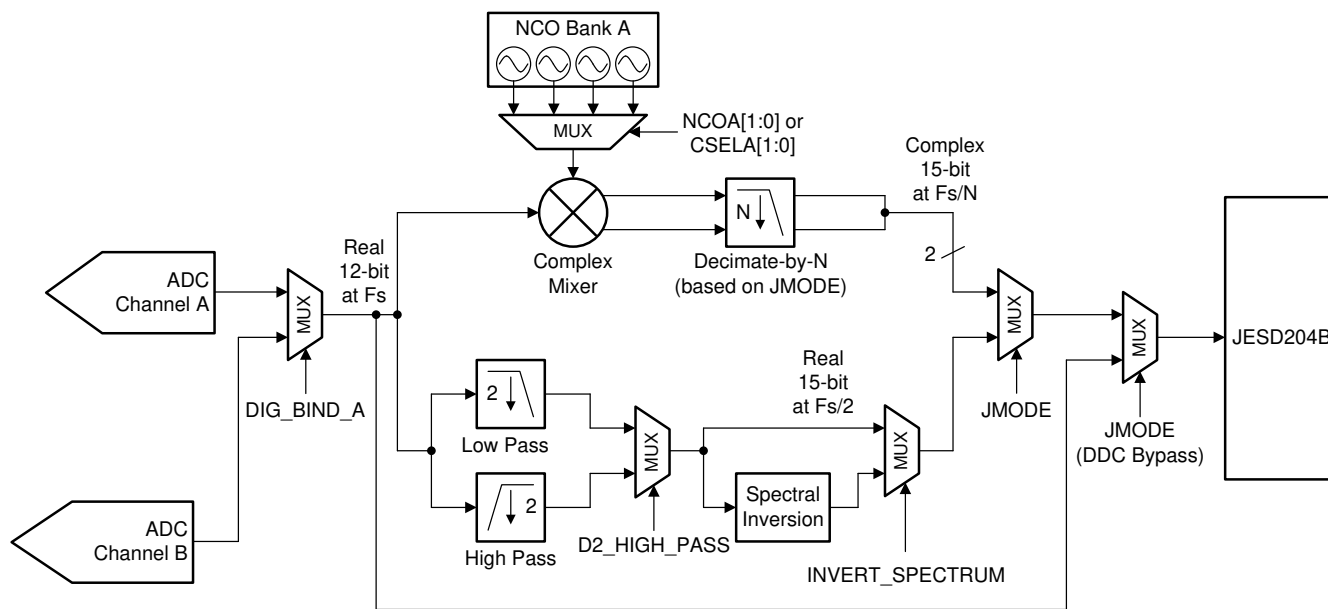 NCO Bank A
MUX
NCOA[1:0] or
CSELA[1:0]
Complex
15-bit
at Fs/N
N
2
Complex
Mixer
Decimate-by-N
(based on JMODE)
Real
12-bit
at Fs
ADC
Channel A
MUX
DIG_BIND_A
MUX
JMODE
MUX
JMODE
(DDC Bypass)
JESD204B
2
Low Pass
2
High Pass
MUX
D2_HIGH_PASS
Real
15-bit
at Fs/2
Spectral
Inversion
MUX
INVERT_SPECTRUM
ADC
Channel B